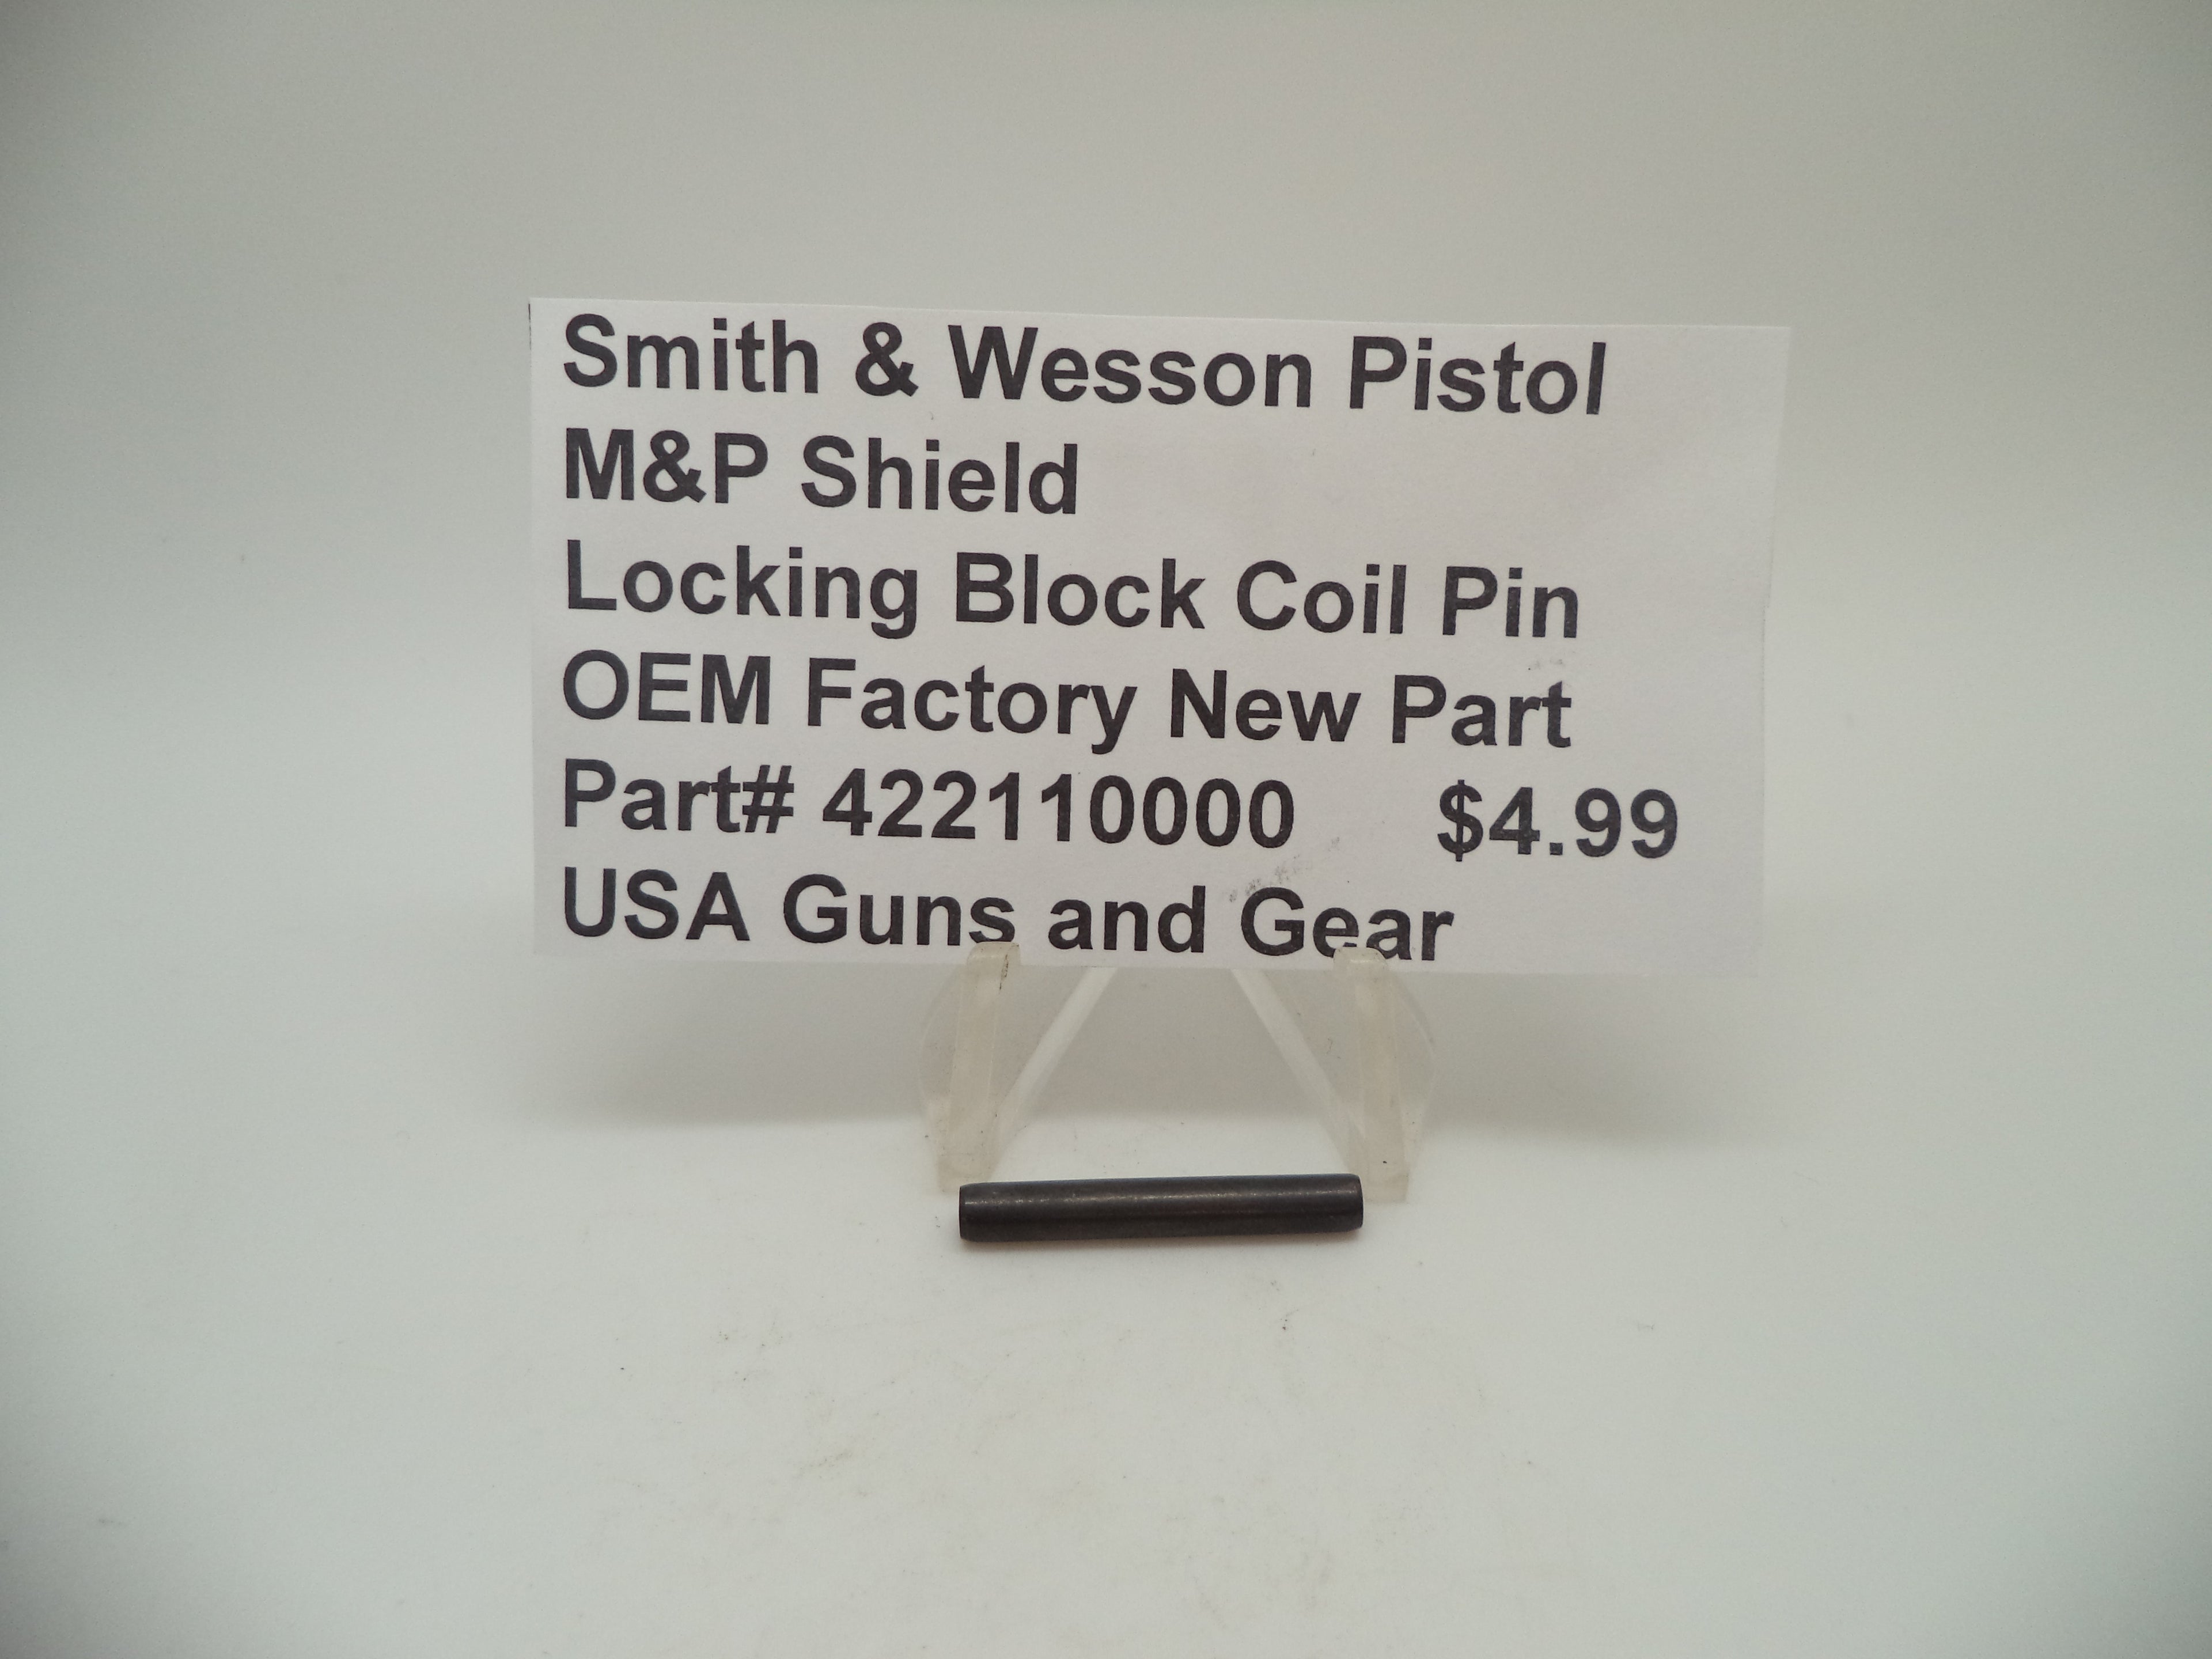 Smith & Wesson Pistol
M&P Shield
Locking Block Coil Pin
OEM Factory New Part
Part# 422110000 $4.99
USA Guns and Gear